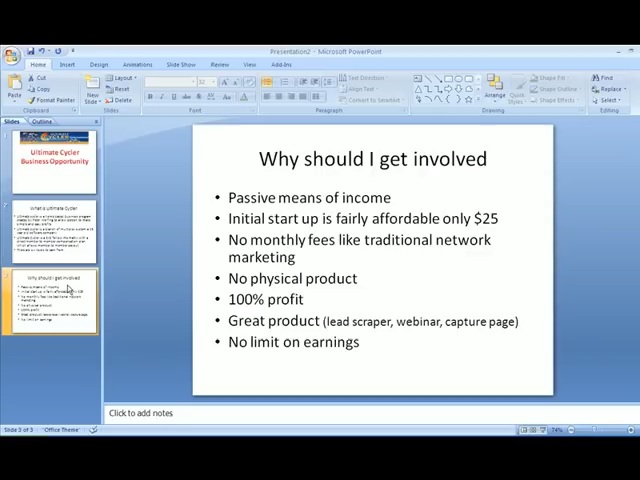 Presentation2 - Microsoft PowerPoint
Home Insert Design Animations Slide Show Review View Add-Ins
Cut
Copy
Format Painter
Paste
Clipboard
New
Slide
Layout
Reset
Delete
Slides
Font
Paragraph
Text Direction
Align Text
Convert to SmartArt
Arrange
Quick
Styles
Shape Fill
Shape Outline
Shape Effects
Drawing
Find
Replace
Select
Editing
Slides Outline
Ultimate Cycler
Business Opportunity
What is Ultimate Cycler
Why should I get involved
Why should I get involved
• Passive means of income
• Initial start up is fairly affordable only $25
• No monthly fees like traditional network
marketing
• No physical product
• 100% profit
• Great product (lead scraper, webinar, capture page)
• No limit on earnings
Click to add notes
Slide 3 of 3
"Office Theme"
74%